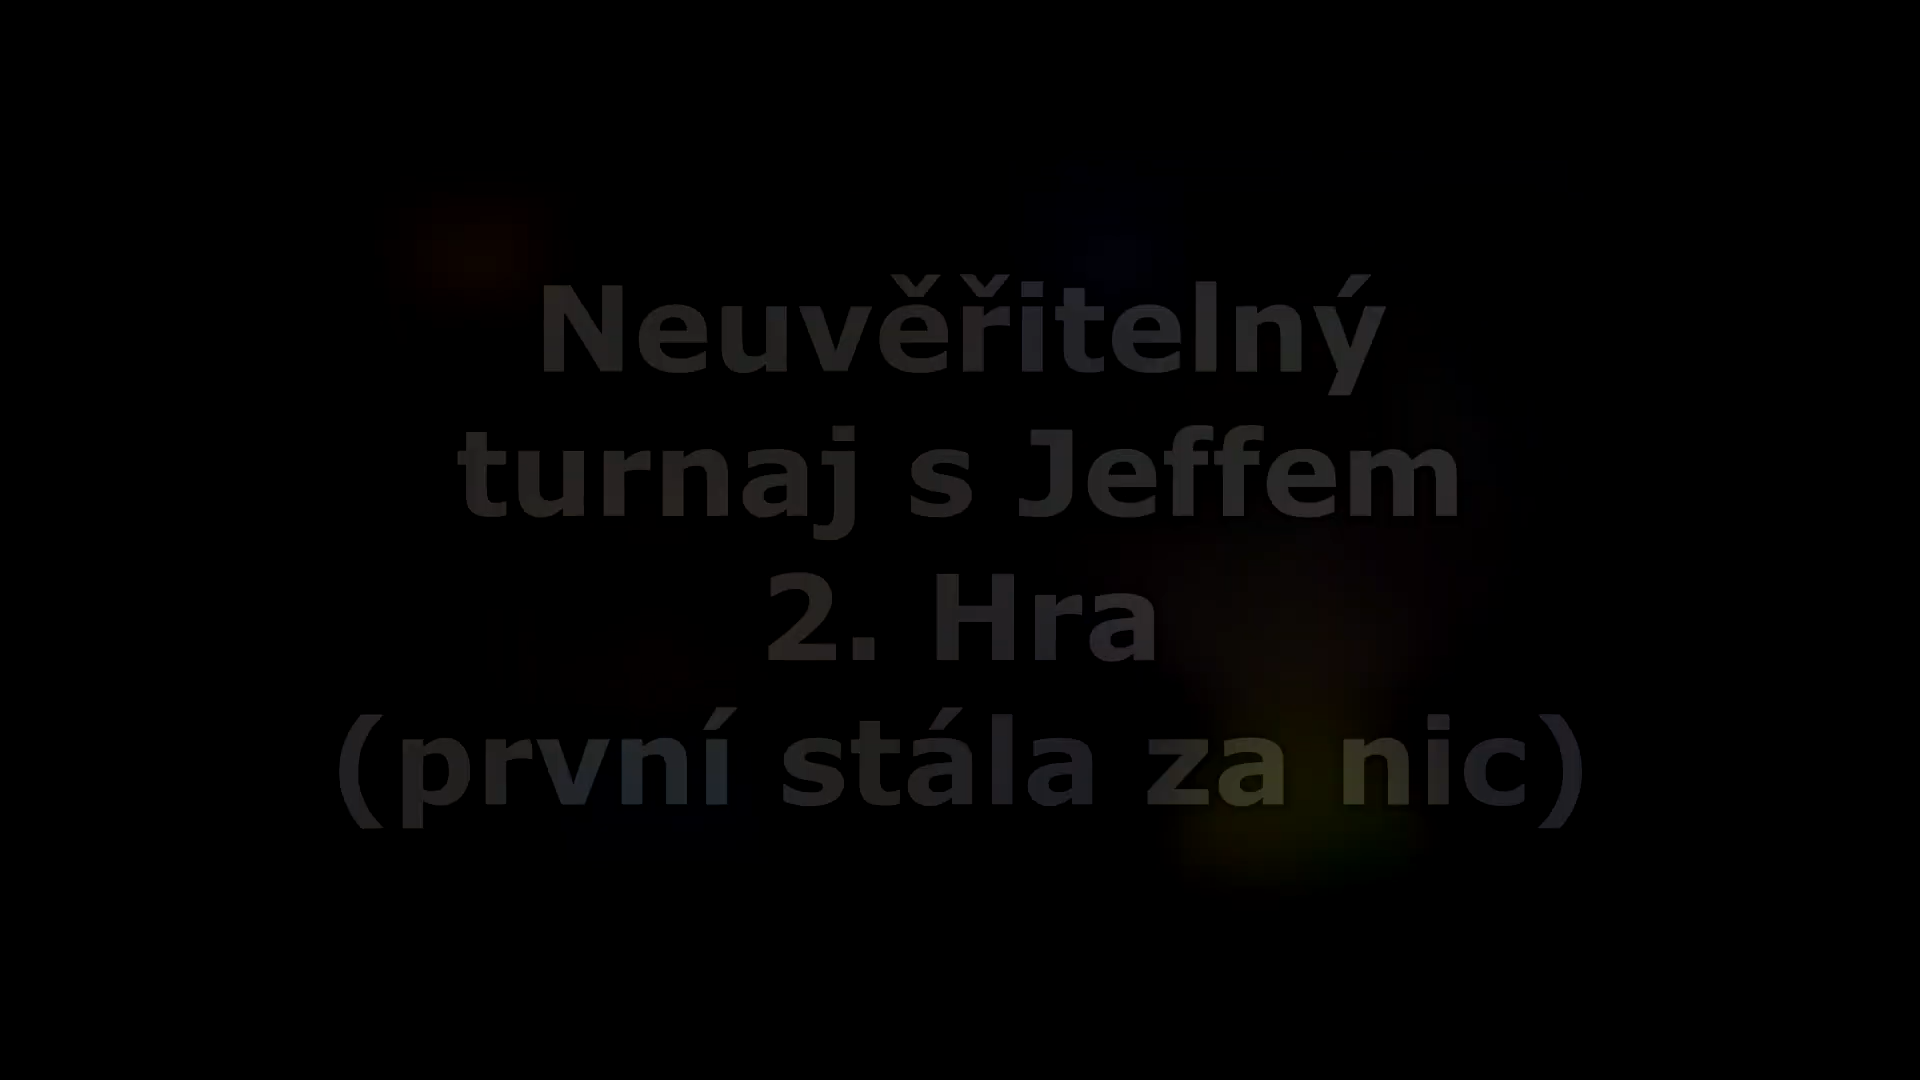 Neuvěřitelný
turnaj s Jeffem
2. Hra
(první stála za nic)